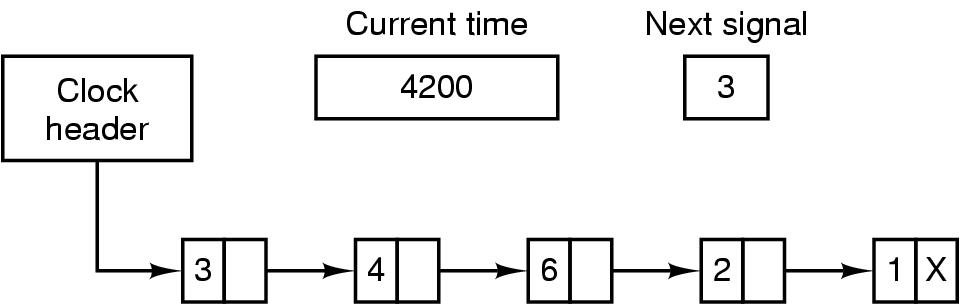 Current time
Next signal
Clock
header
4200
3
3
4
6
2
1
X